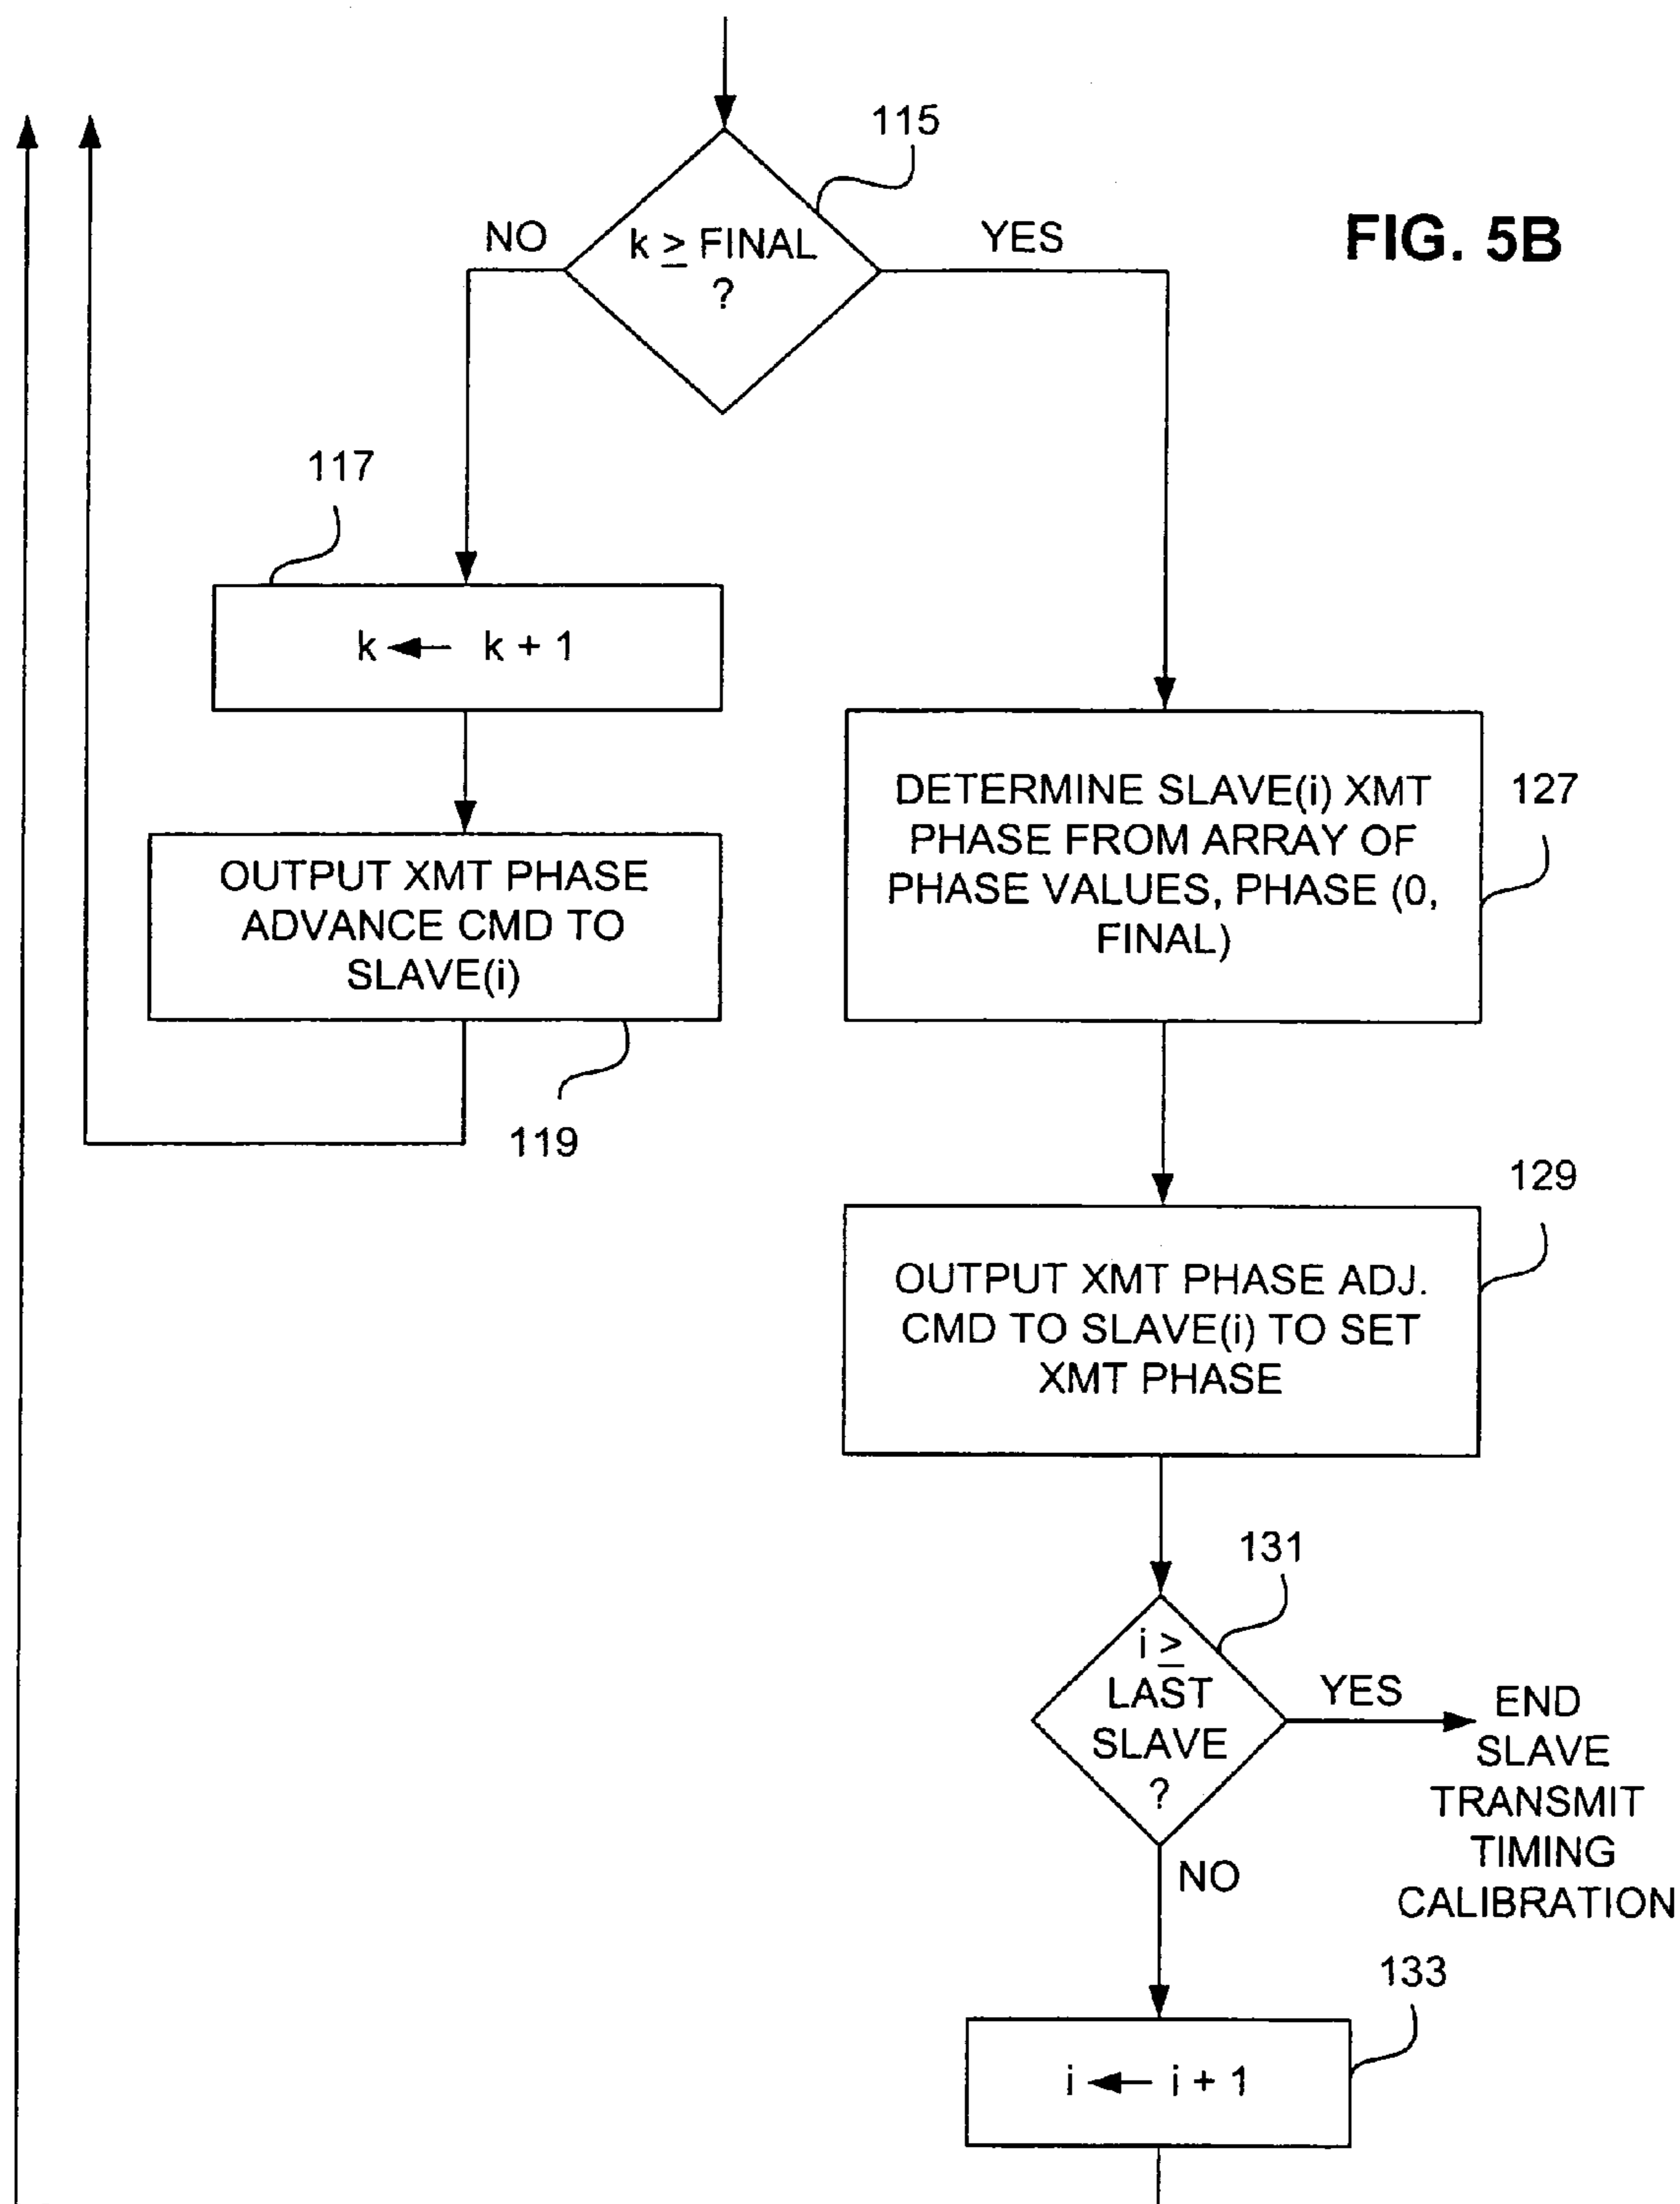 115
NO
k ≥ FINAL
?
YES
FIG. 5B
117
k ← k + 1
OUTPUT XMT PHASE
ADVANCE CMD TO
SLAVE(i)
119
DETERMINE SLAVE(i) XMT
PHASE FROM ARRAY OF
PHASE VALUES, PHASE (0,
FINAL)
127
129
OUTPUT XMT PHASE ADJ.
CMD TO SLAVE(i) TO SET
XMT PHASE
131
i ≥
LAST
SLAVE
?
YES
END
SLAVE
TRANSMIT
TIMING
CALIBRATION
NO
133
i ← i + 1